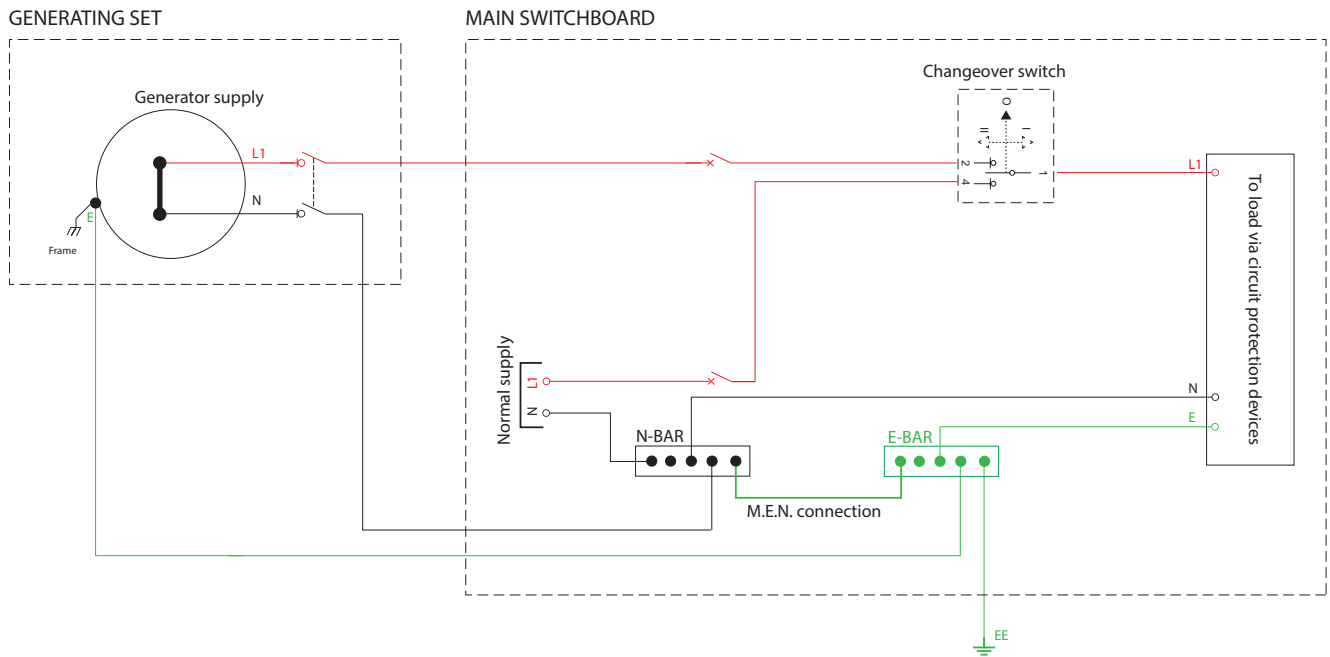 GENERATING SET
MAIN SWITCHBOARD
Changeover switch
Generator supply
O
II
I
L1
2
4
1
L1
N
E
Frame
To load via circuit protection devices
Normal supply
L1
N
N
E
N-BAR
E-BAR
M.E.N. connection
EE